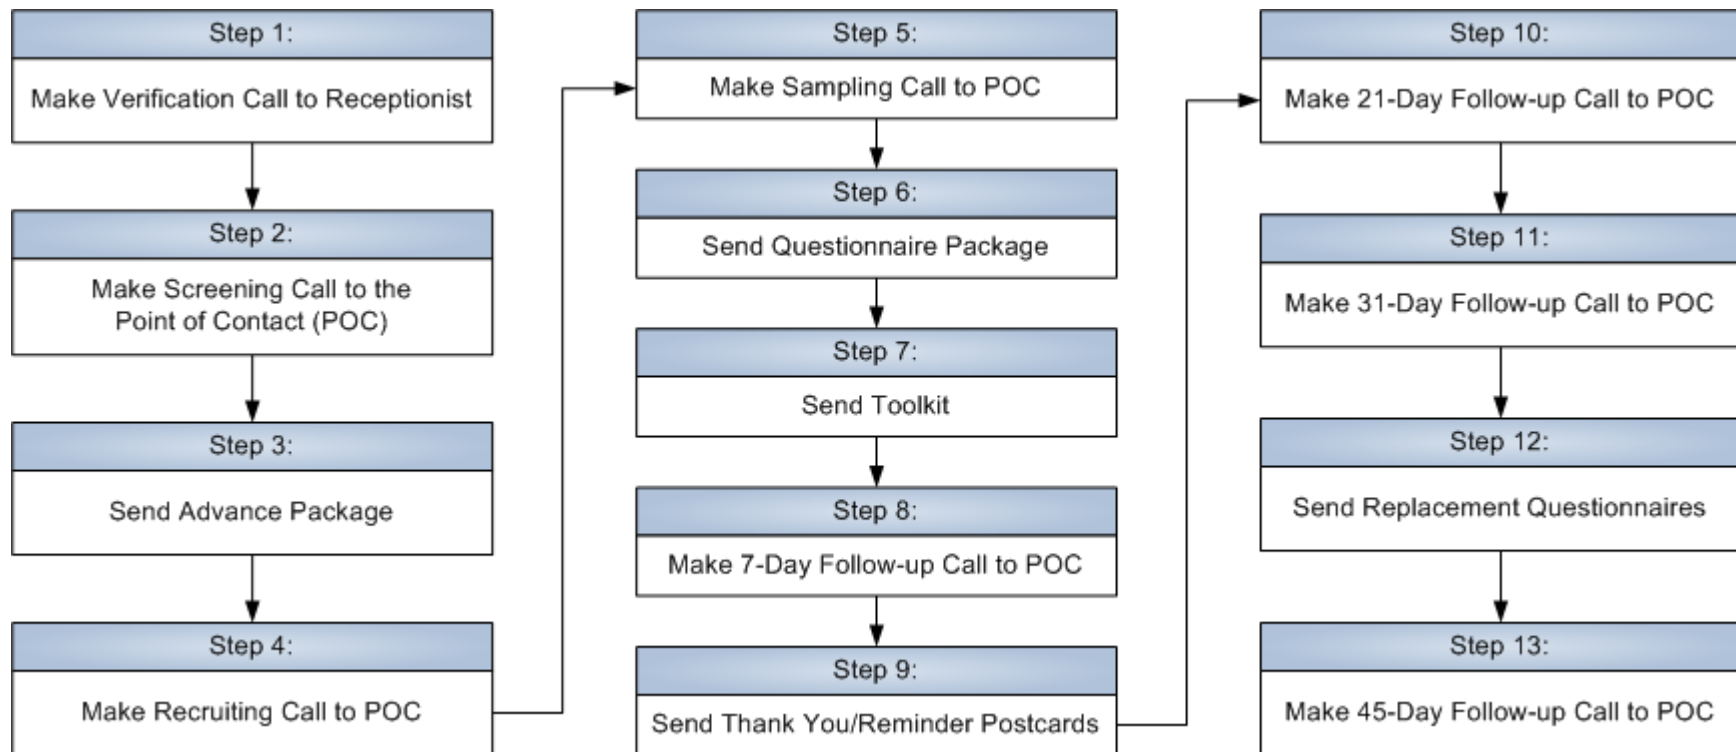 Step 1:
Make Verification Call to Receptionist
Step 2:
Make Screening Call to the
Point of Contact (POC)
Step 3:
Send Advance Package
Step 4:
Make Recruiting Call to POC
Step 5:
Make Sampling Call to POC
Step 6:
Send Questionnaire Package
Step 7:
Send Toolkit
Step 8:
Make 7-Day Follow-up Call to POC
Step 9:
Send Thank You/Reminder Postcards
Step 10:
Make 21-Day Follow-up Call to POC
Step 11:
Make 31-Day Follow-up Call to POC
Step 12:
Send Replacement Questionnaires
Step 13:
Make 45-Day Follow-up Call to POC